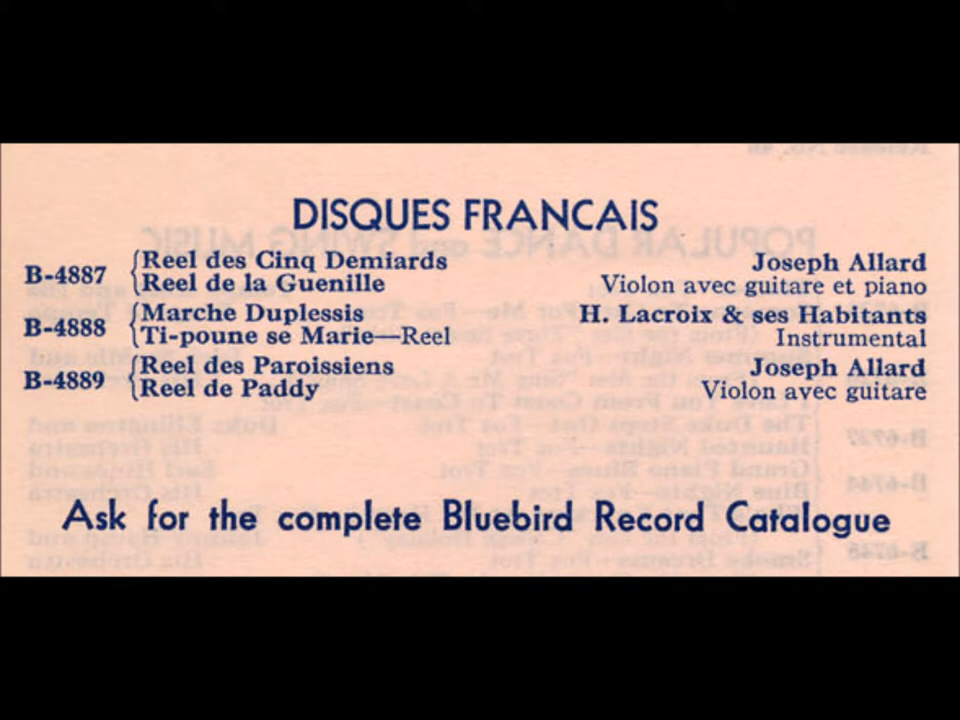 DISQUES FRANCAIS
B-4887 Reel des Cinq Demiards Joseph Allard
Reel de la Guenille Violon avec guitare et piano
B-4888 Marche Duplessis H. Lacroix & ses Habitants
Ti-poune se Marie—Reel Instrumental
B-4889 Reel des Paroissiens Joseph Allard
Reel de Paddy Violon avec guitare
Ask for the complete Bluebird Record Catalogue